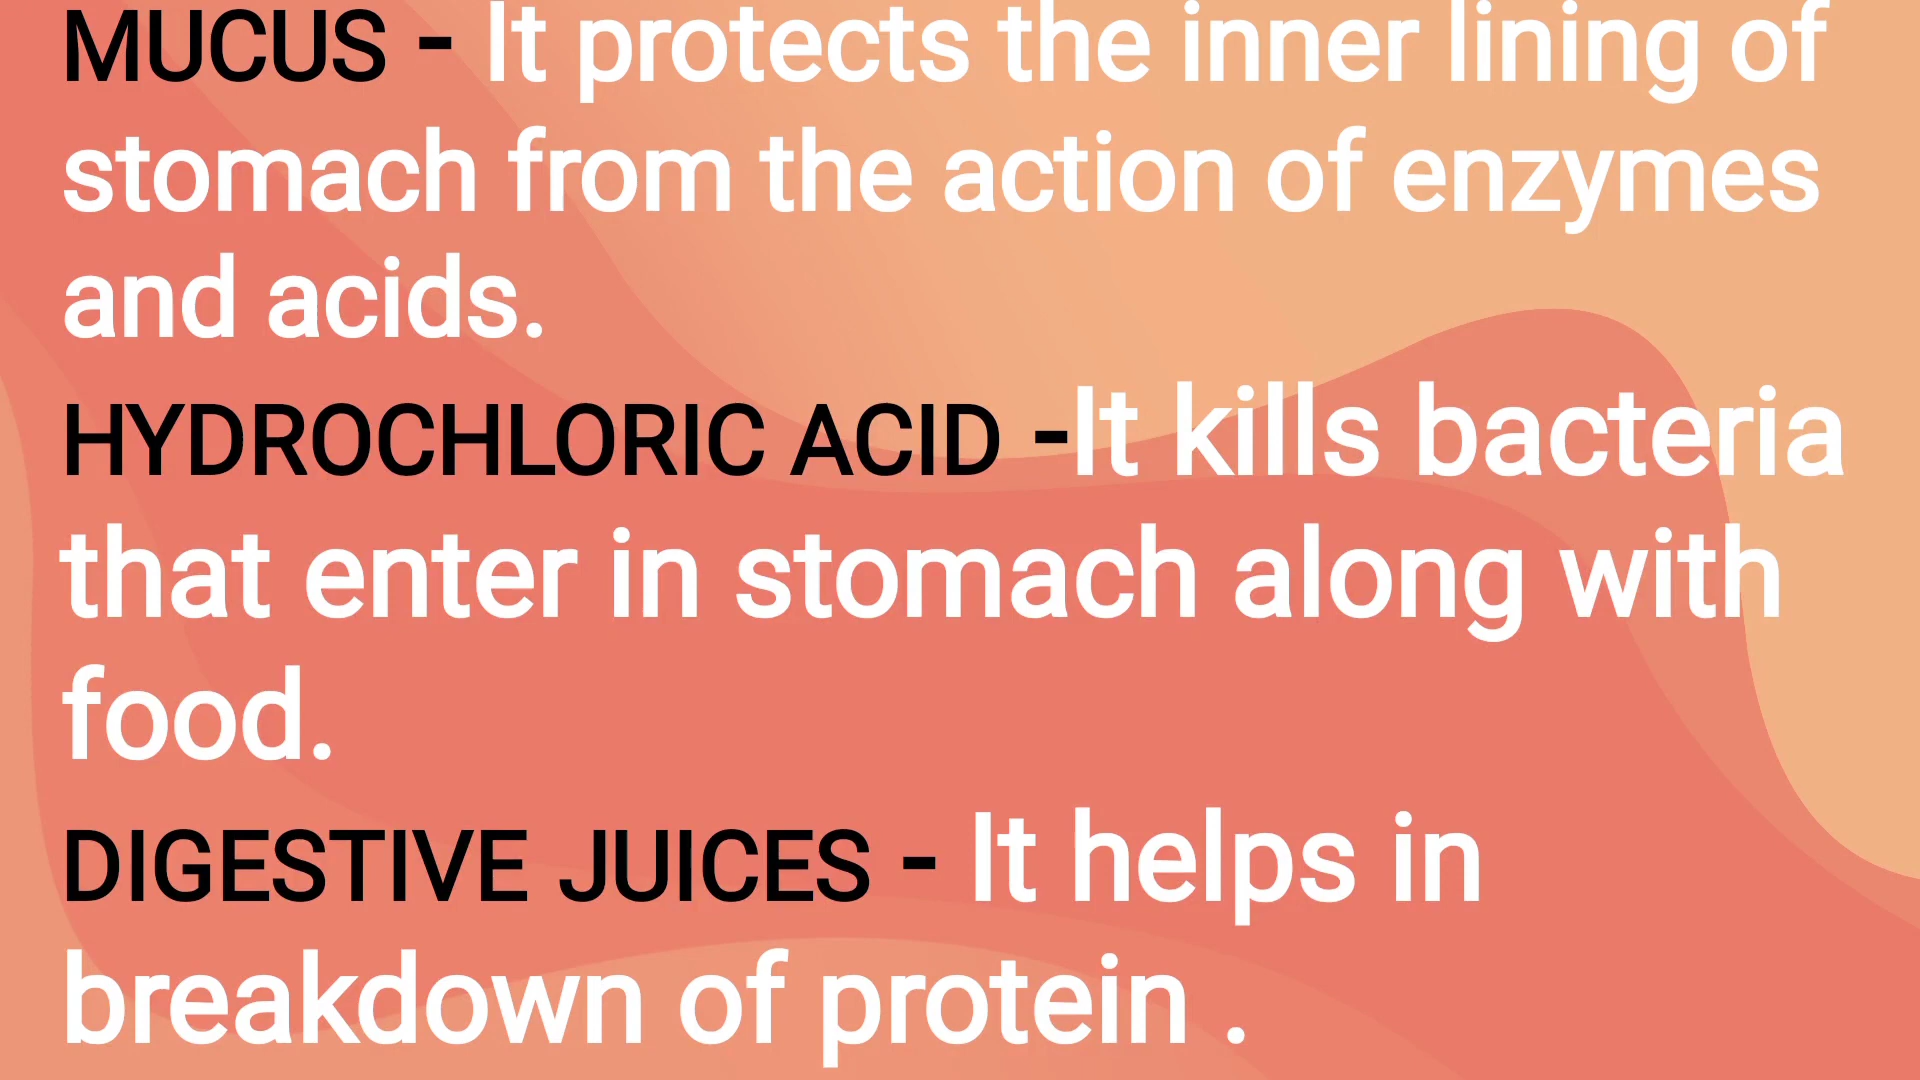 MUCUS - It protects the inner lining of
stomach from the action of enzymes
and acids.
HYDROCHLORIC ACID -It kills bacteria
that enter in stomach along with
food.
DIGESTIVE JUICES - It helps in
breakdown of protein .